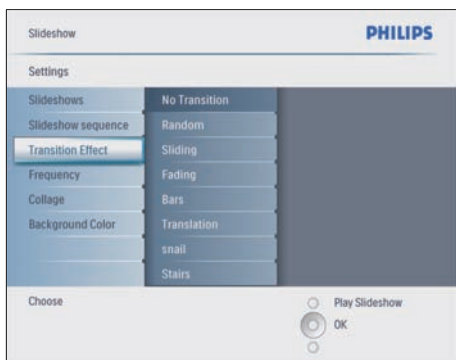 Slideshow
PHILIPS
Settings
Slideshows
No Transition
Slideshow sequence
Random
Transition Effect
Sliding
Frequency
Fading
Collage
Bars
Background Color
Translation
snail
Stairs
Choose
Play Slideshow
OK